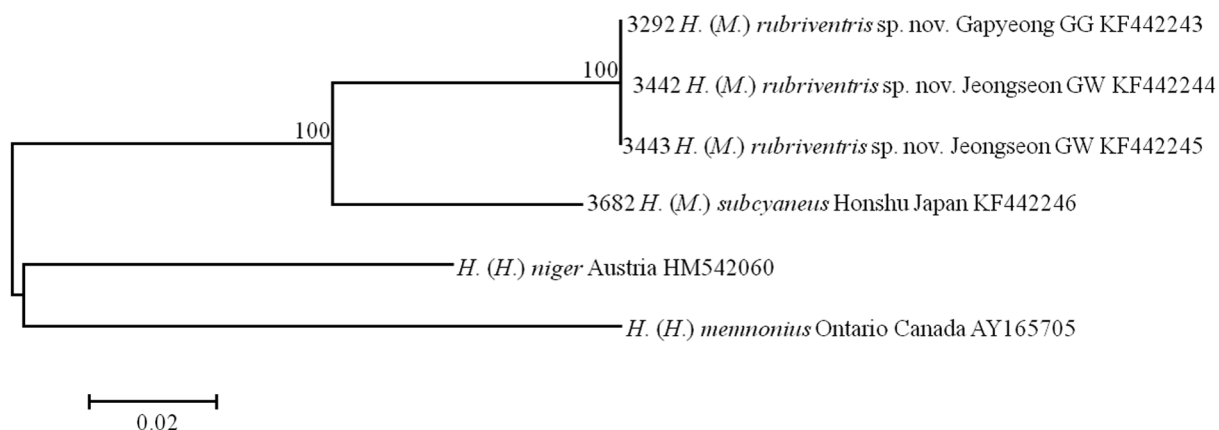 3292 H. (M.) rubriventris sp. nov. Gapyeong GG KF442243
100
3442 H. (M.) rubriventris sp. nov. Jeongseon GW KF442244
100
3443 H. (M.) rubriventris sp. nov. Jeongseon GW KF442245
3682 H. (M.) subcyaneus Honshu Japan KF442246
H. (H.) niger Austria HM542060
H. (H.) memnonius Ontario Canada AY165705
0.02